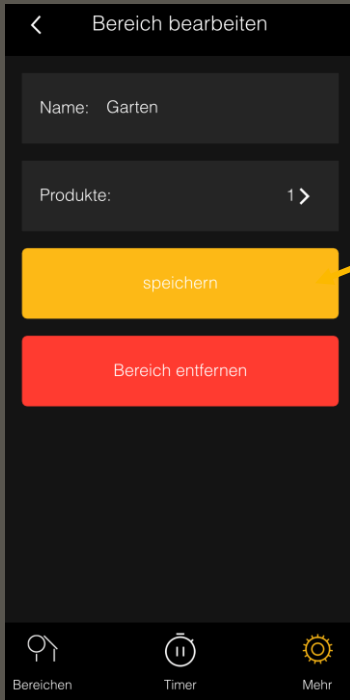 Bereich bearbeiten
Name: Garten
Produkte: 1
speichern
Bereich entfernen
Bereichen Timer Mehr